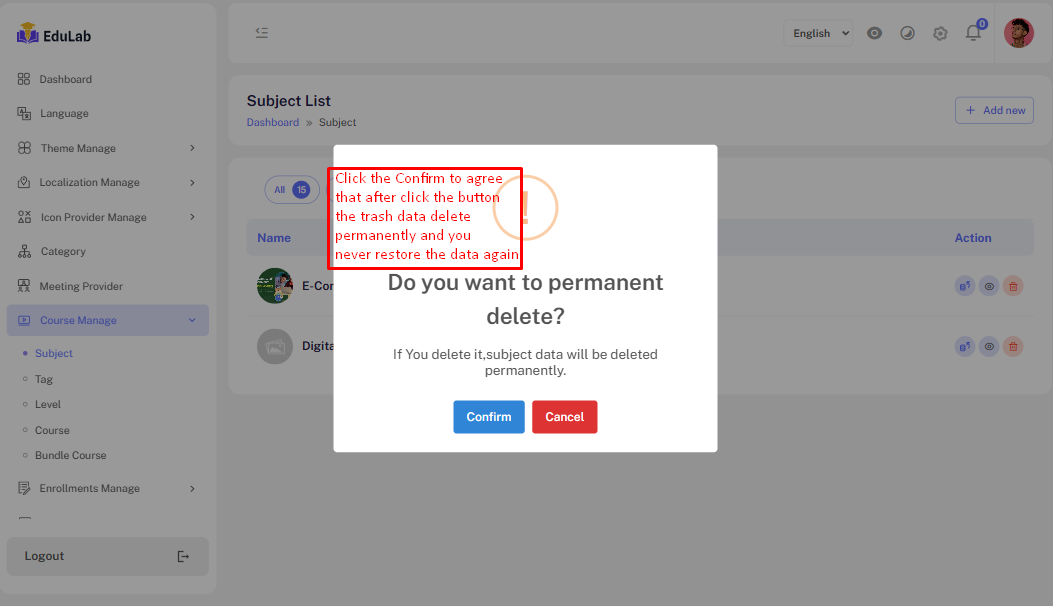 EduLab
English
0
Dashboard
Language
Theme Manage
Localization Manage
Icon Provider Manage
Category
Meeting Provider
Course Manage
Subject
Tag
Level
Course
Bundle Course
Enrollments Manage
Logout
Subject List
Dashboard » Subject
+ Add new
All 15
Name
Action
E-Con
Digita
Click the Confirm to agree
that after click the button
the trash data delete
permanently and you
never restore the data again
!
Do you want to permanent
delete?
If You delete it,subject data will be deleted
permanently.
Confirm
Cancel